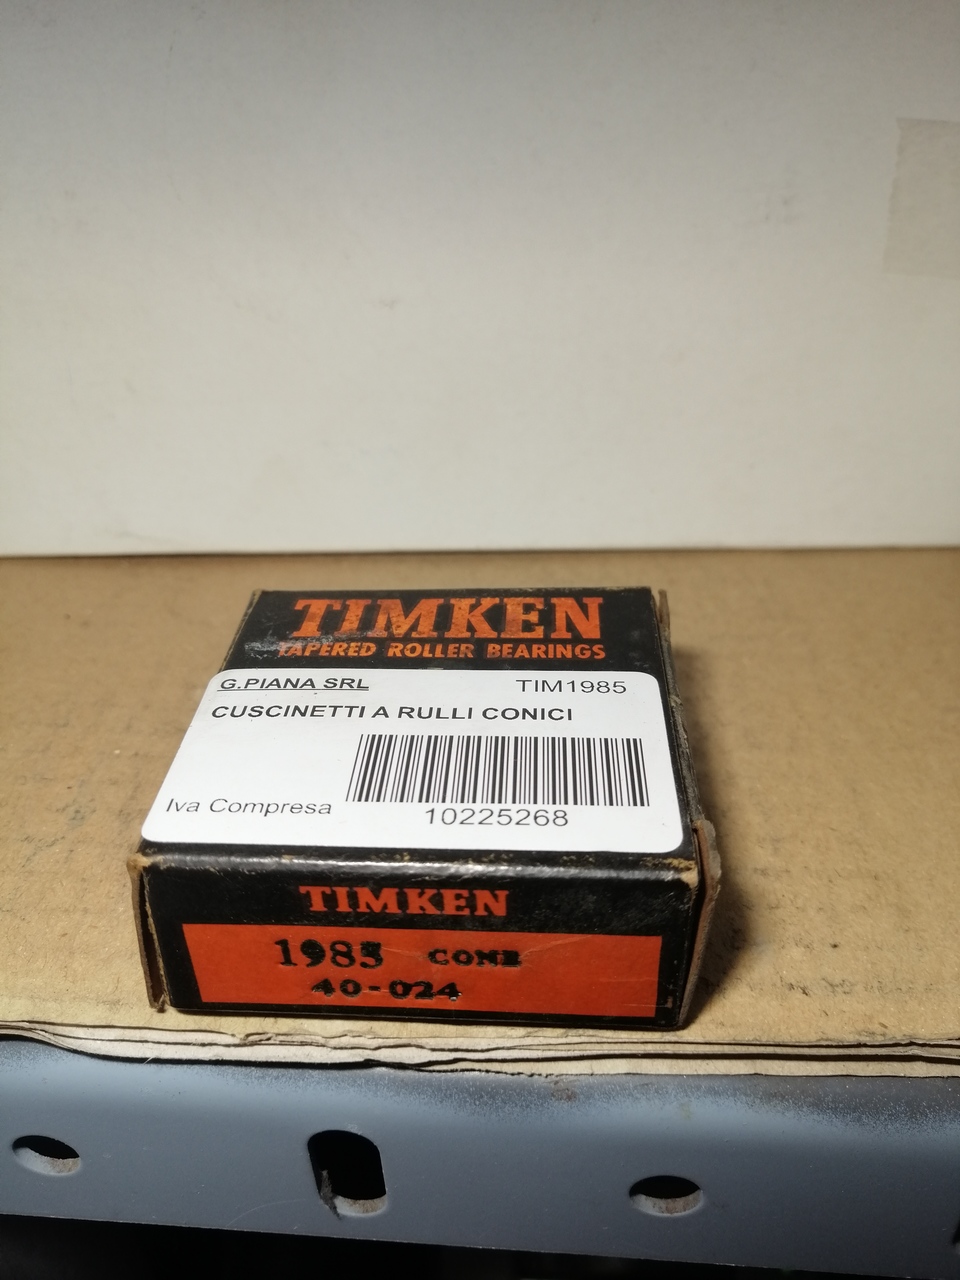 TIMKEN
TAPERED ROLLER BEARINGS
G.PIANA SRL TIM1985
CUSCINETTI A RULLI CONICI
Iva Compresa
10225268
TIMKEN
1985 CONE
40-024